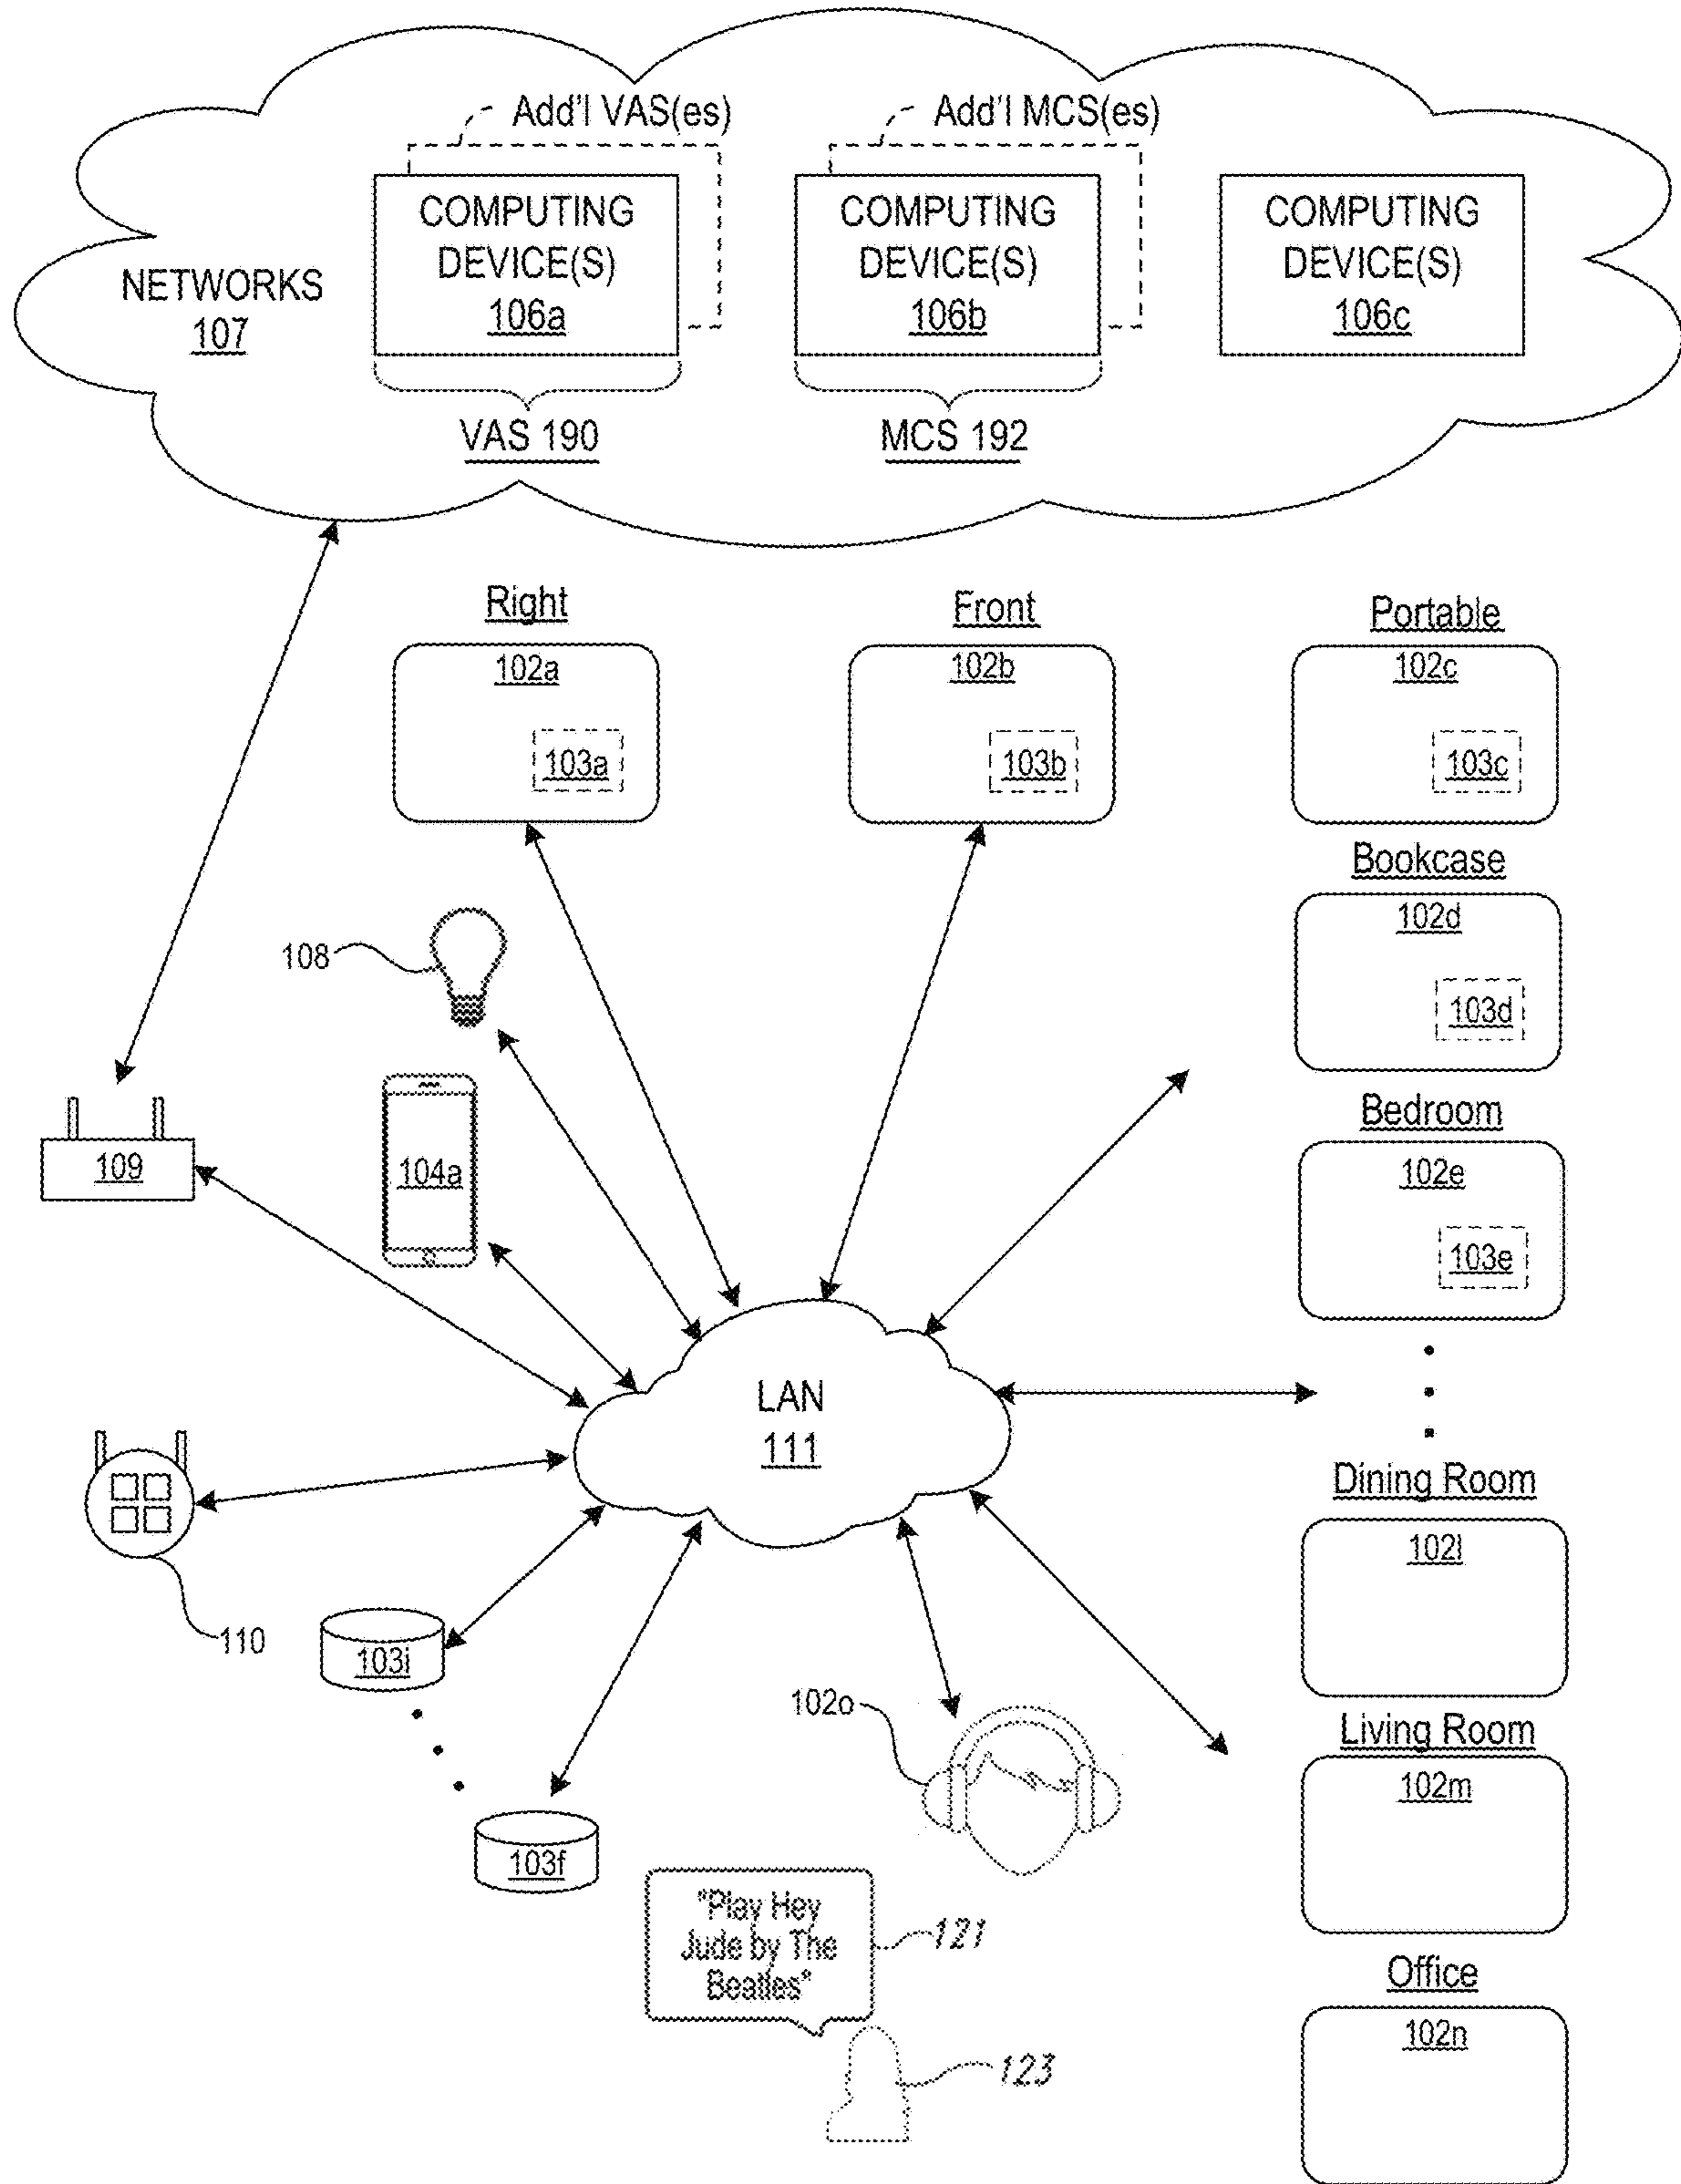 Add'l VAS(es)
Add'l MCS(es)
COMPUTING
DEVICE(S)
106a
COMPUTING
DEVICE(S)
106b
COMPUTING
DEVICE(S)
106c
NETWORKS
107
VAS 190
MCS 192
Right
102a
103a
Front
102b
103b
Portable
102c
103c
Bookcase
102d
103d
Bedroom
102e
103e
108
104a
109
LAN
111
110
103i
103f
102o
Dining Room
102l
Living Room
102m
Office
102n
"Play Hey
Jude by The
Beatles"
121
123